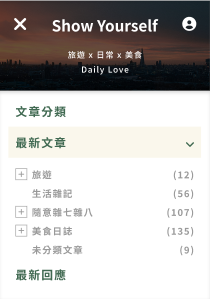 Show Yourself
旅遊 x 日常 x 美食
Daily Love
文章分類
最新文章
旅遊 (12)
生活雜記 (56)
隨意雜七雜八 (107)
美食日誌 (135)
未分類文章 (9)
最新回應